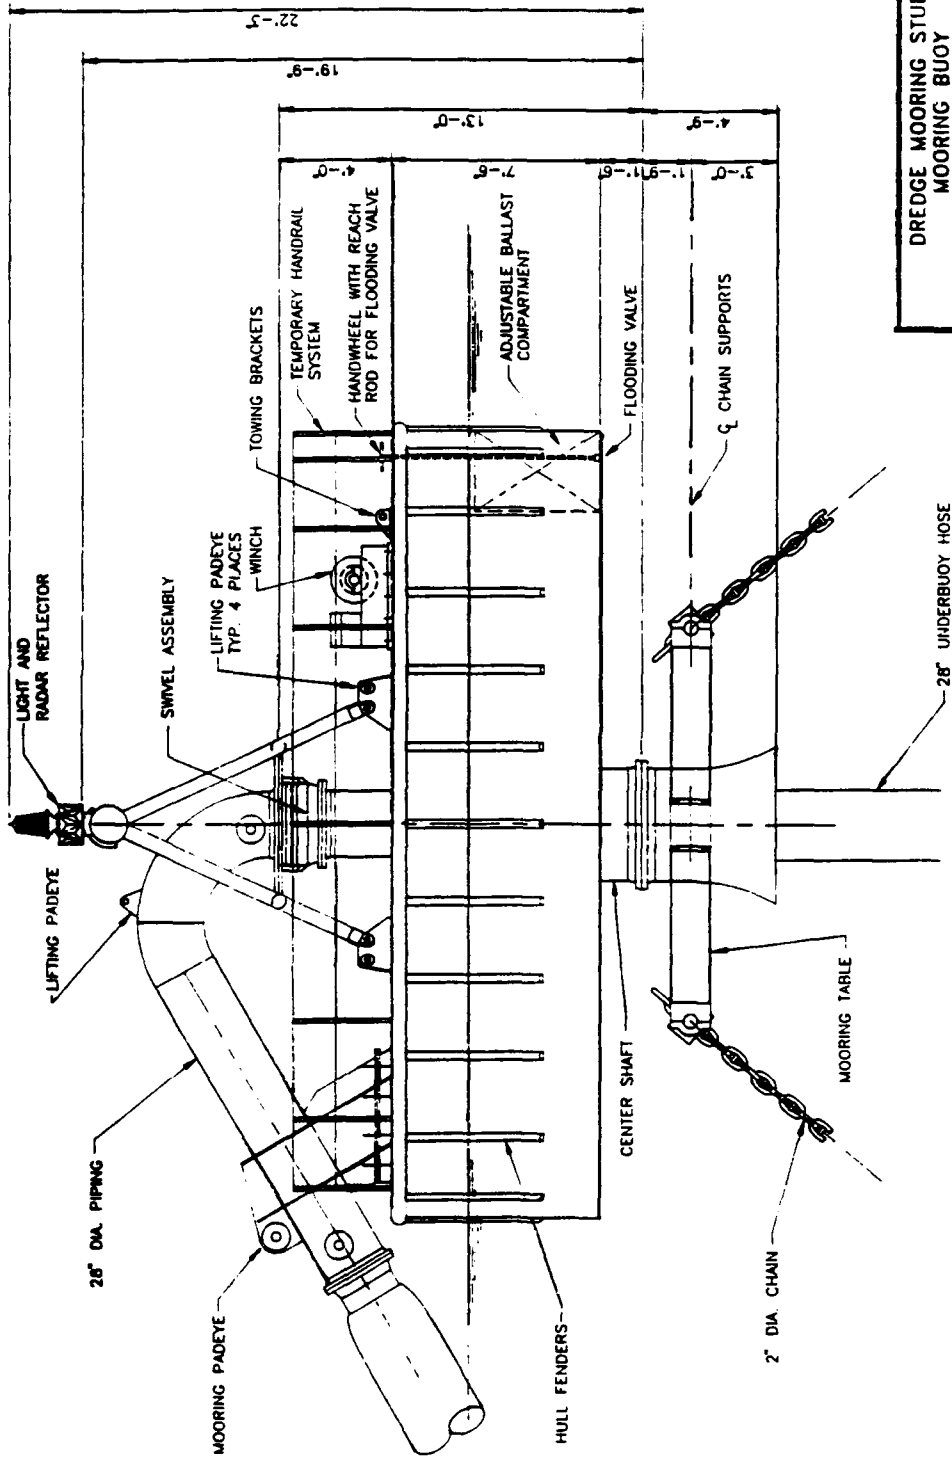 LIGHT AND
RADAR REFLECTOR
LIFTING PADEYE
SWIVEL ASSEMBLY
28" DIA. PIPING
LIFTING PADEYE
TYP. 4 PLACES
WINCH
TOWING BRACKETS
TEMPORARY HANDRAIL
SYSTEM
MOORING PADEYE
HANDWHEEL WITH REACH
ROD FOR FLOODING VALVE
ADJUSTABLE BALLAST
COMPARTMENT
HULL FENDERS
CENTER SHAFT
FLOODING VALVE
℄ CHAIN SUPPORTS
MOORING TABLE
2" DIA. CHAIN
28" UNDERBUOY HOSE
22'-3"
19'-9"
13'-0"
4'-9"
4'-0"
7'-6"
1'-6"
1'-9"
3'-0"
DREDGE MOORING STU
MOORING BUOY